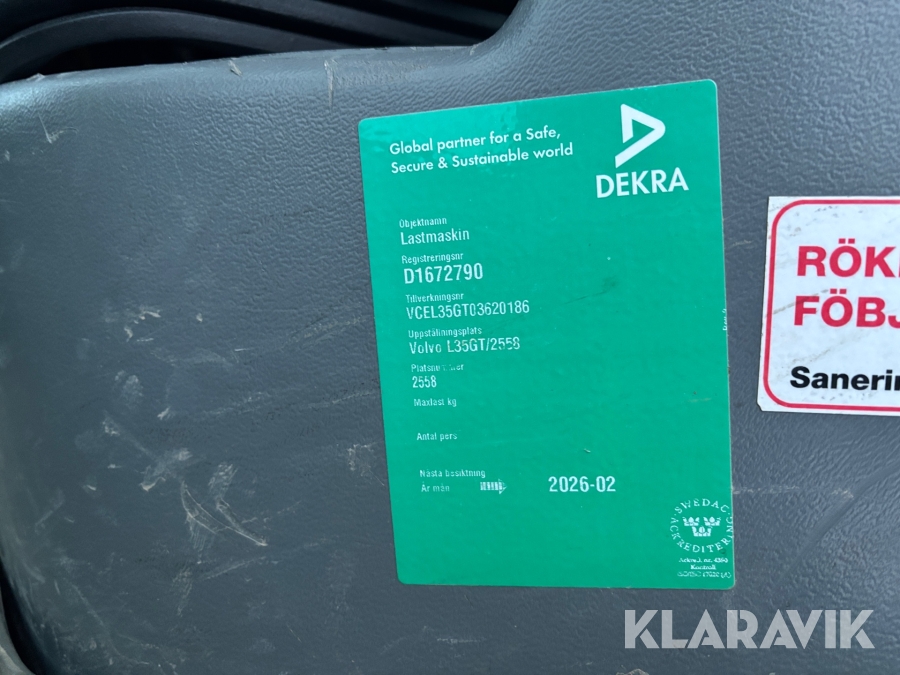 Global partner for a Safe,
Secure & Sustainable world
DEKRA
Objektnamn
Lastmaskin
Registreringsnr
D1672790
Tillverkningsnr
VCEL35GT03620186
Uppställningsplats
Volvo L35GT/2558
2558
Maxlast kg
Antal pers
Nästa besiktning
År mån
2026-02
SWEDAC
ACKREDITERING
Kontroll
RÖK
FÖBJ
Sanerin
KLARAVIK